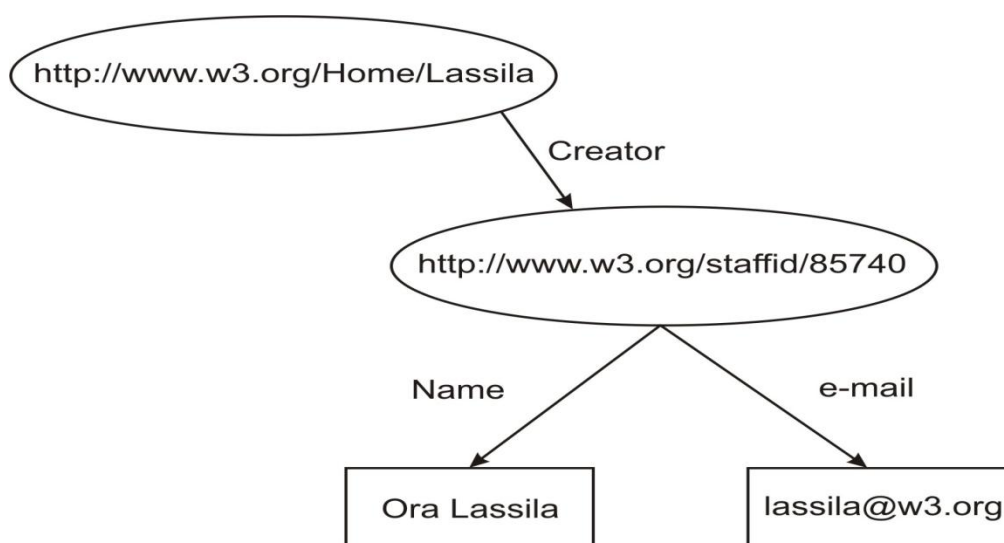 http://www.w3.org/Home/Lassila
Creator
http://www.w3.org/staffid/85740
Name
e-mail
Ora Lassila
lassila@w3.org